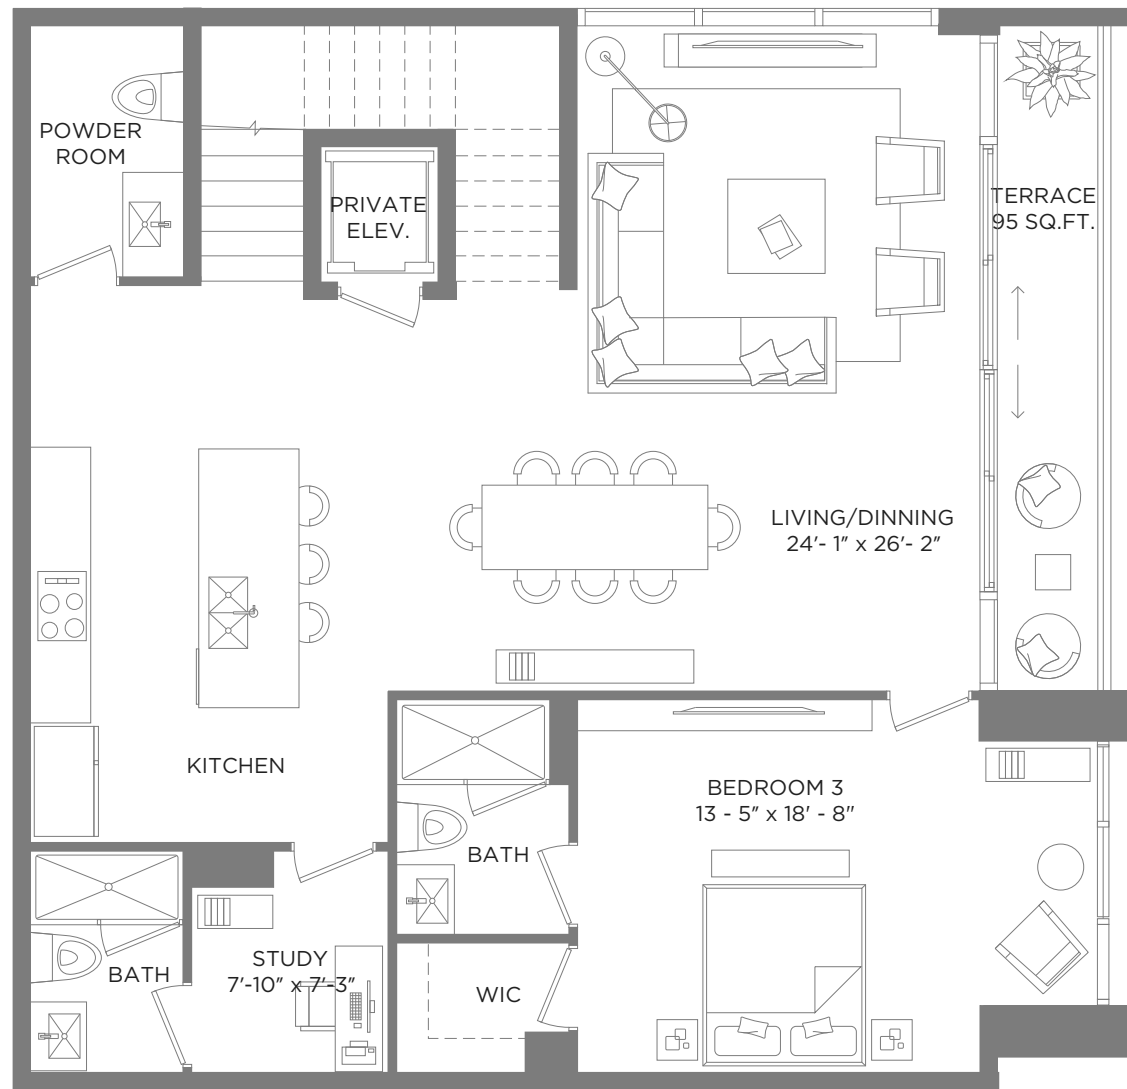 POWDER
ROOM
PRIVATE
ELEV.
TERRACE
95 SQ.FT.
LIVING/DINNING
24'- 1" x 26'- 2"
KITCHEN
BEDROOM 3
13 - 5" x 18' - 8"
BATH
STUDY
7'-10" x 7'-3"
BATH
WIC